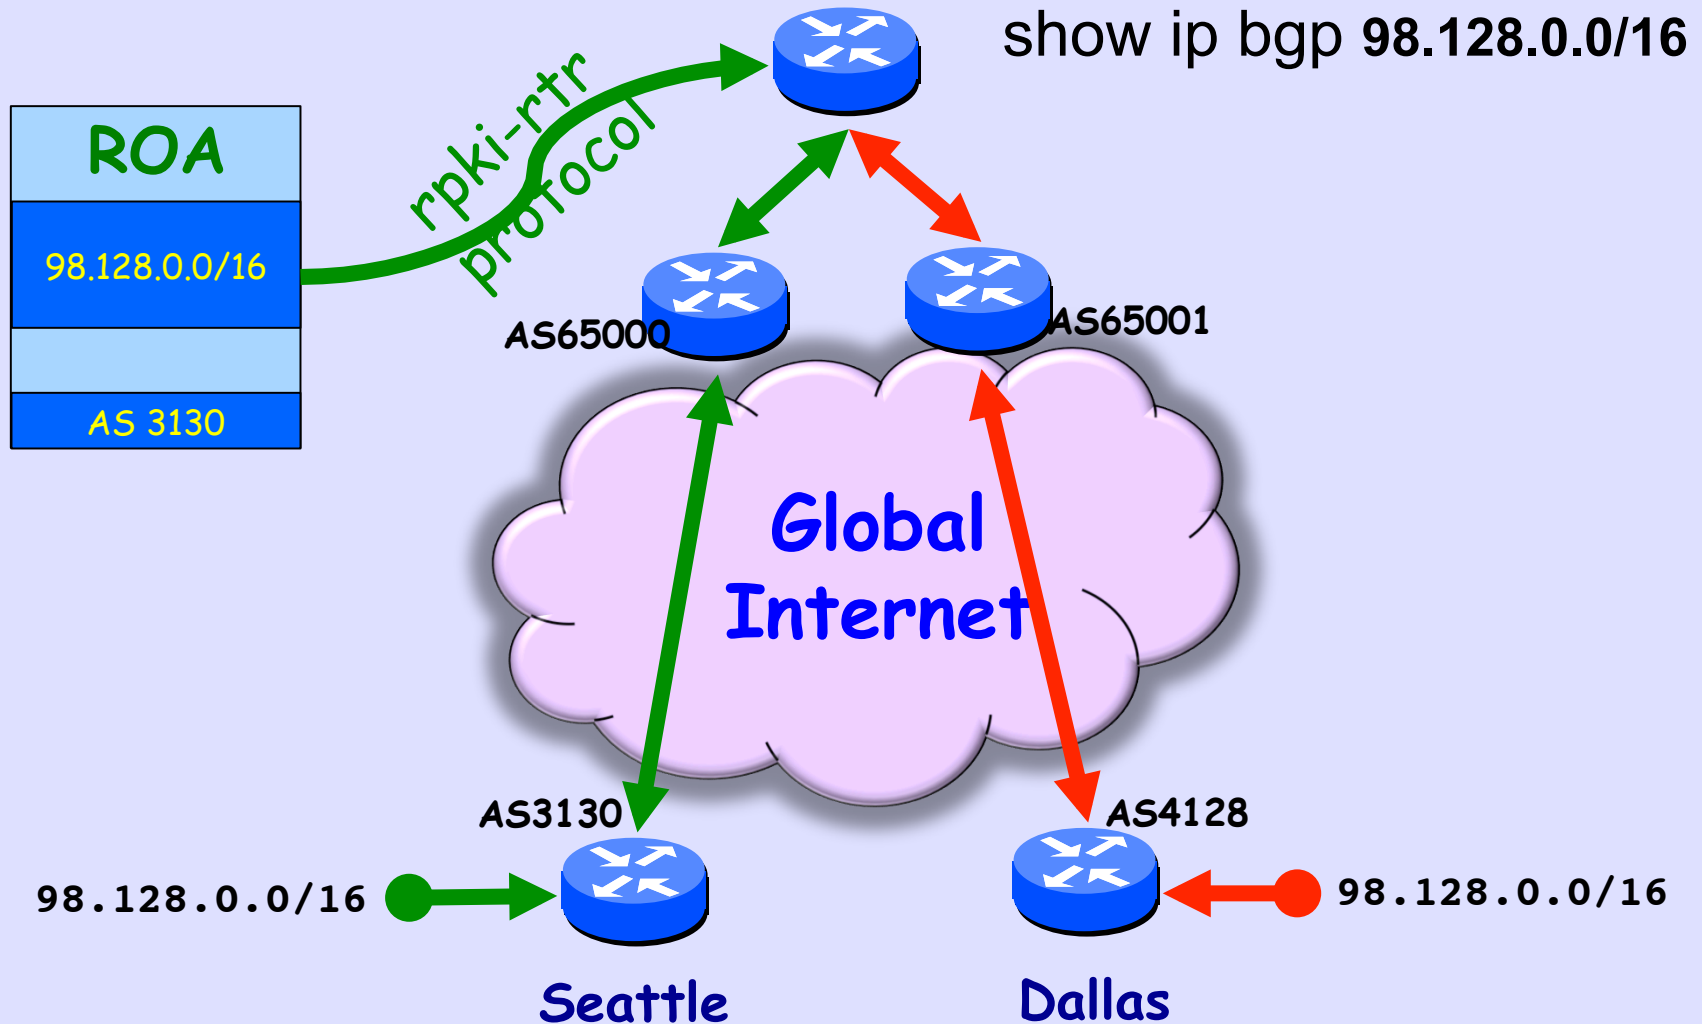 show ip bgp 98.128.0.0/16
ROA
98.128.0.0/16
AS 3130
rpki-rtr
protocol
AS65000
AS65001
Global
Internet
AS3130
AS4128
98.128.0.0/16
98.128.0.0/16
Seattle
Dallas